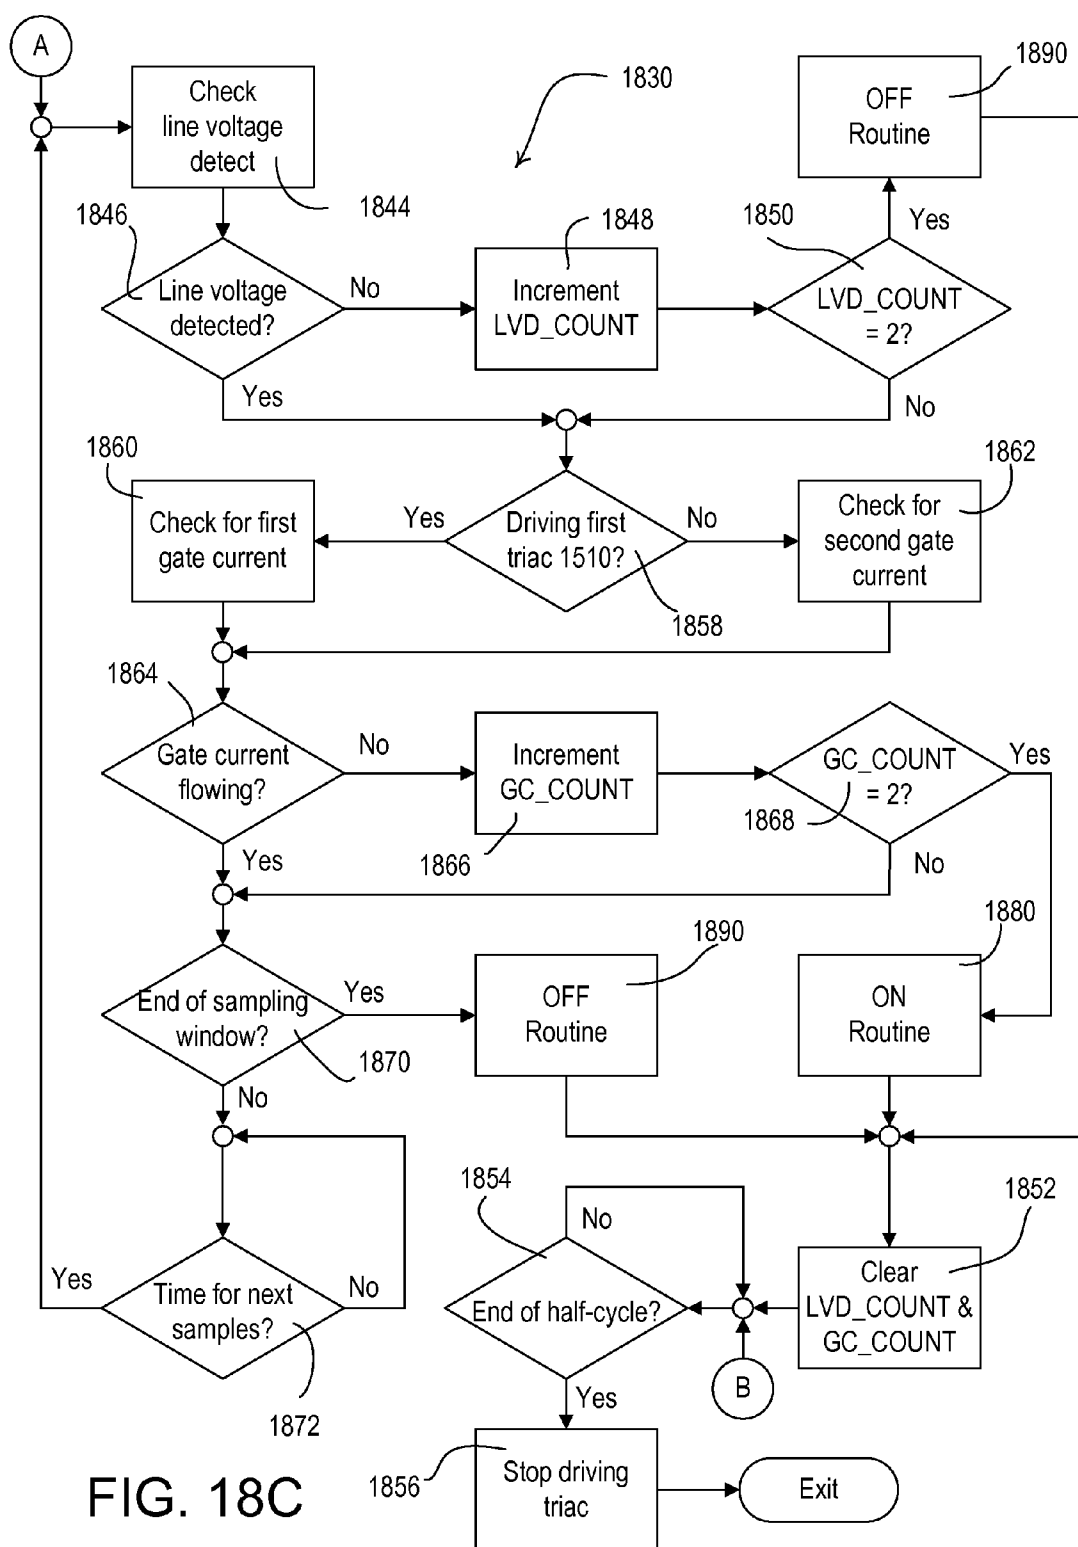 A
Check
line voltage
detect
1844
1830
OFF
Routine
1890
1846
Line voltage
detected?
No
Yes
1848
Increment
LVD_COUNT
1850
LVD_COUNT
= 2?
Yes
No
1860
Check for first
gate current
Yes
Driving first
triac 1510?
1858
No
1862
Check for
second gate
current
1864
Gate current
flowing?
No
Yes
Increment
GC_COUNT
1866
GC_COUNT
= 2?
1868
Yes
No
End of sampling
window?
1870
Yes
No
1890
OFF
Routine
1880
ON
Routine
Time for next
samples?
1872
Yes
No
1854
End of half-cycle?
No
Yes
1852
Clear
LVD_COUNT &
GC_COUNT
B
1856
Stop driving
triac
Exit
FIG. 18C